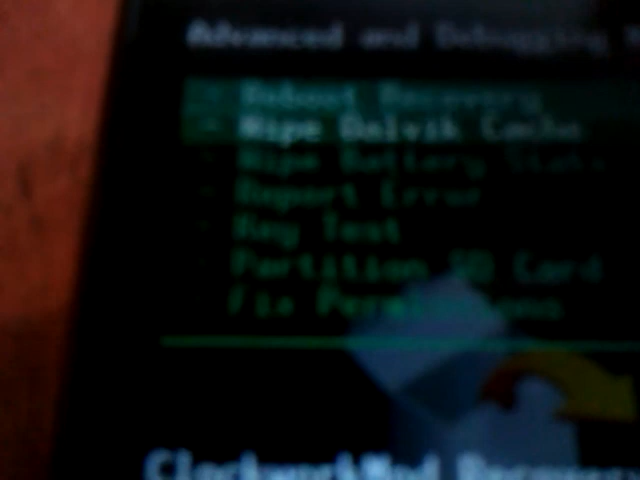 Advanced and Debugging
- Reboot Recovery
- Wipe Dalvik Cache
- Wipe Battery Stats
- Report Error
- Key Test
- Partition SD Card
- Fix Permissions
ClockworkMod Recovery